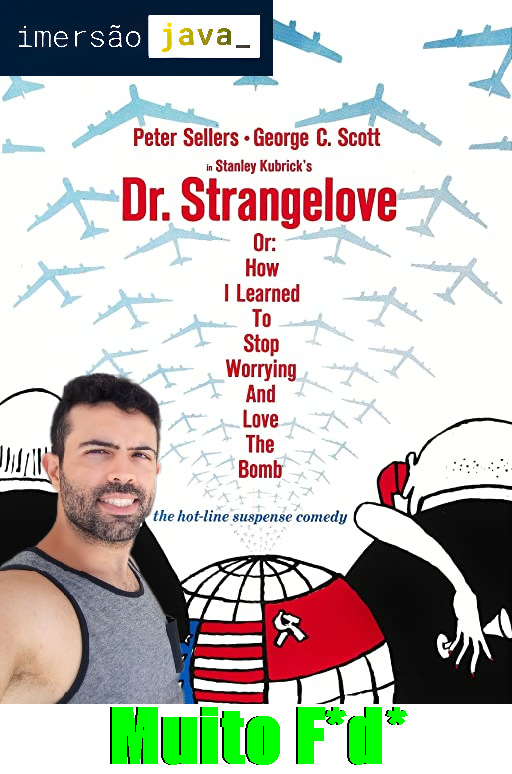 imersão java_
Peter Sellers • George C. Scott
in Stanley Kubrick's
Dr. Strangelove
Or:
How
I Learned
To
Stop
Worrying
And
Love
The
Bomb
the hot-line suspense comedy
Muito F*d*